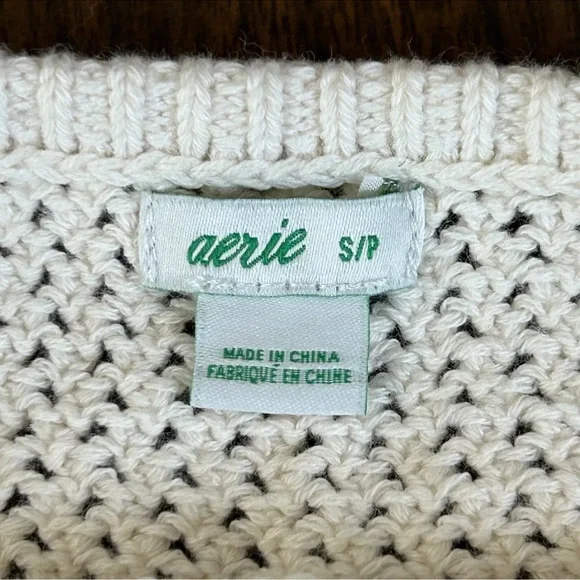 aerie S/P
MADE IN CHINA
FABRIQUÉ EN CHINE